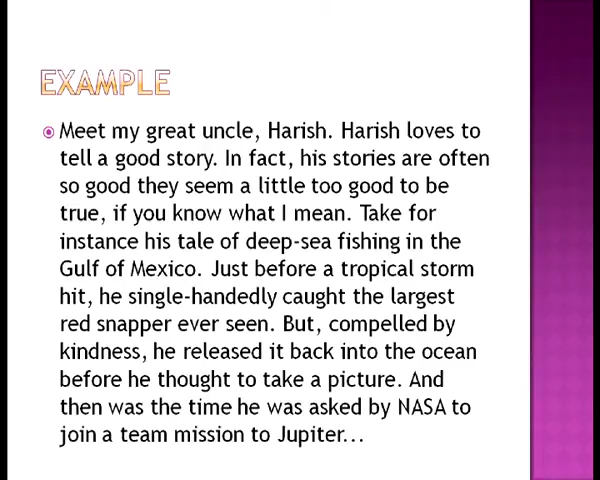 EXAMPLE
Meet my great uncle, Harish. Harish loves to
tell a good story. In fact, his stories are often
so good they seem a little too good to be
true, if you know what I mean. Take for
instance his tale of deep-sea fishing in the
Gulf of Mexico. Just before a tropical storm
hit, he single-handedly caught the largest
red snapper ever seen. But, compelled by
kindness, he released it back into the ocean
before he thought to take a picture. And
then was the time he was asked by NASA to
join a team mission to Jupiter...